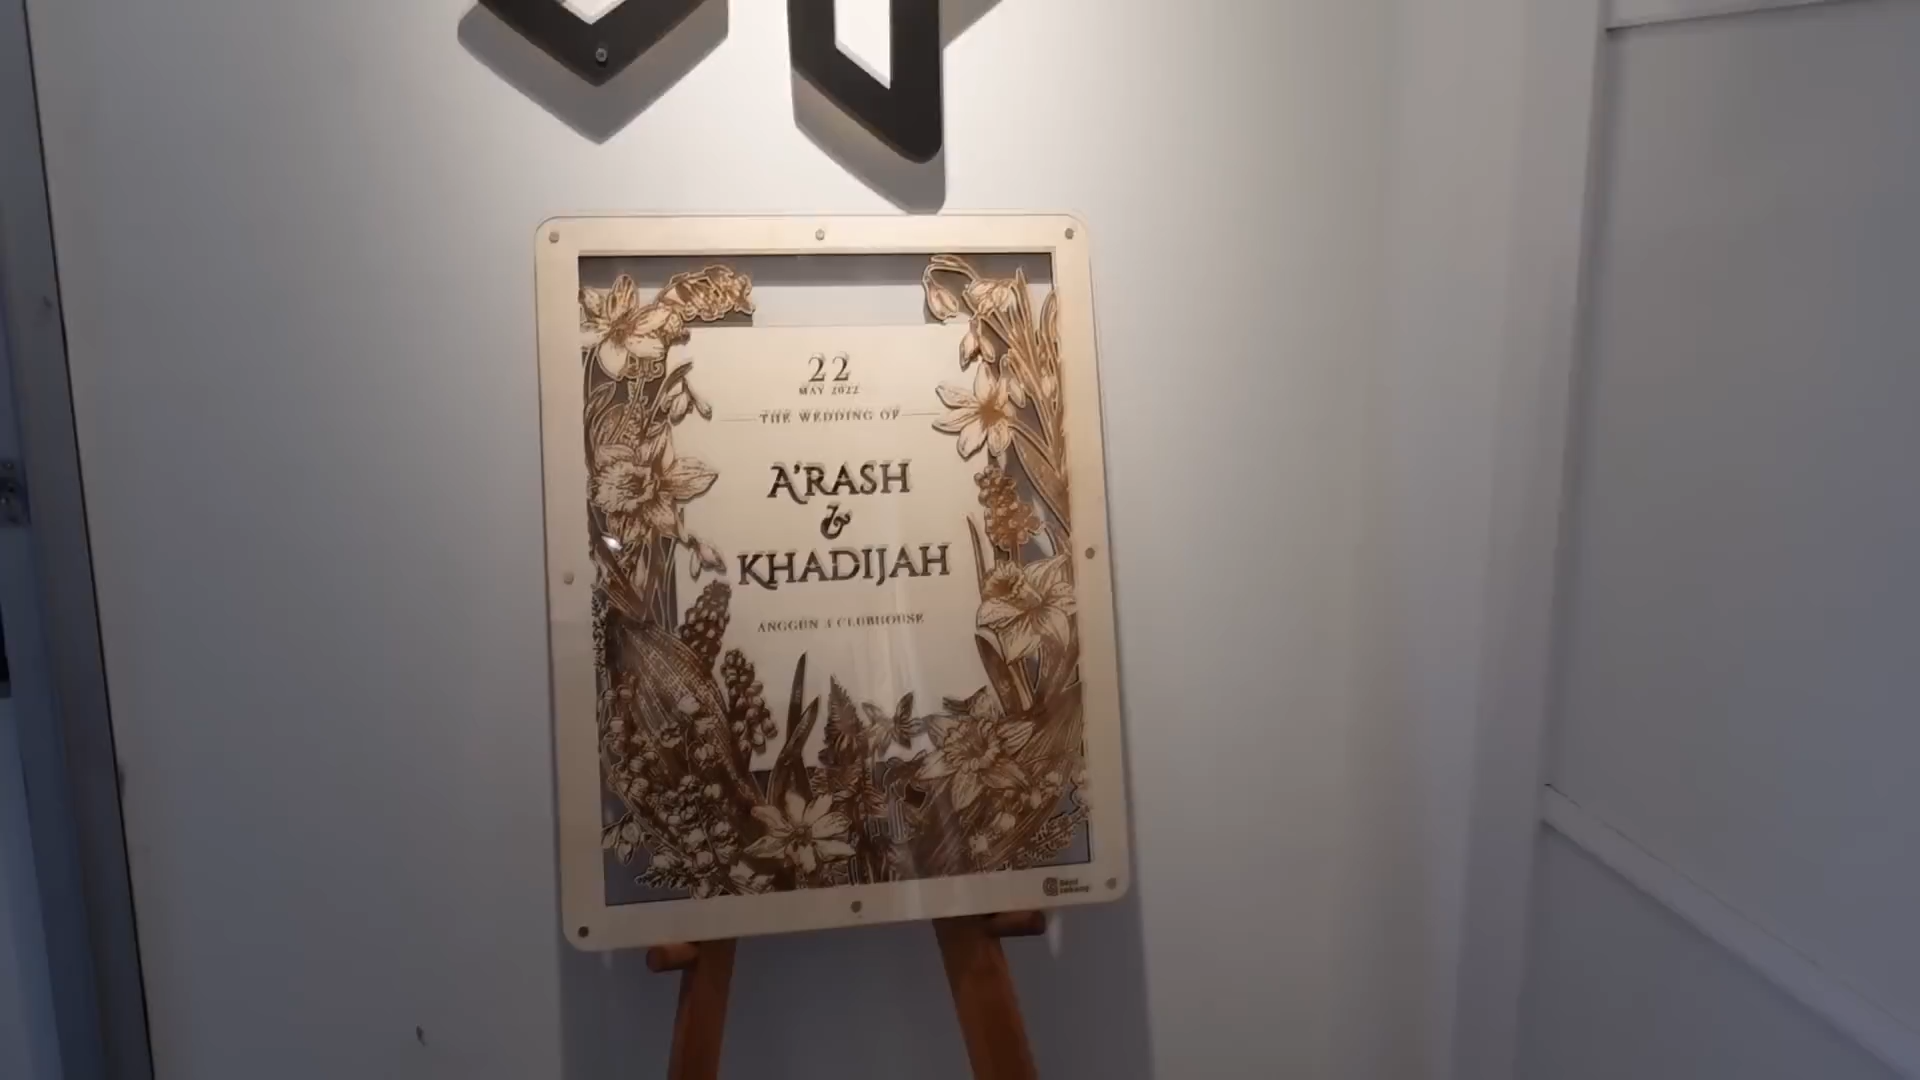 22
MAY 2022
THE WEDDING OF
A'RASH
&
KHADIJAH
ANGGUN 3 CLUBHOUSE